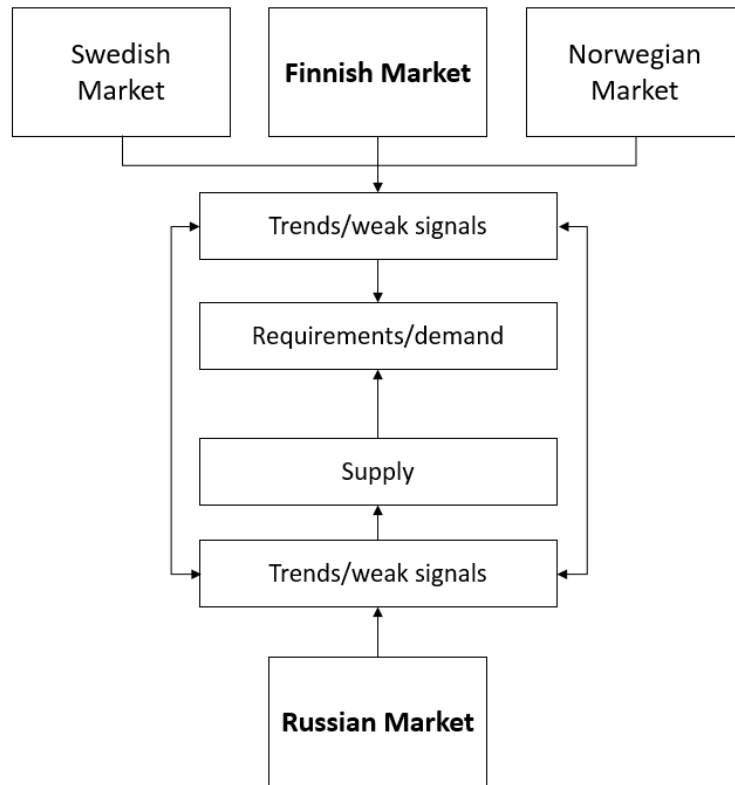 Swedish
Market
Finnish Market
Norwegian
Market
Trends/weak signals
Requirements/demand
Supply
Trends/weak signals
Russian Market